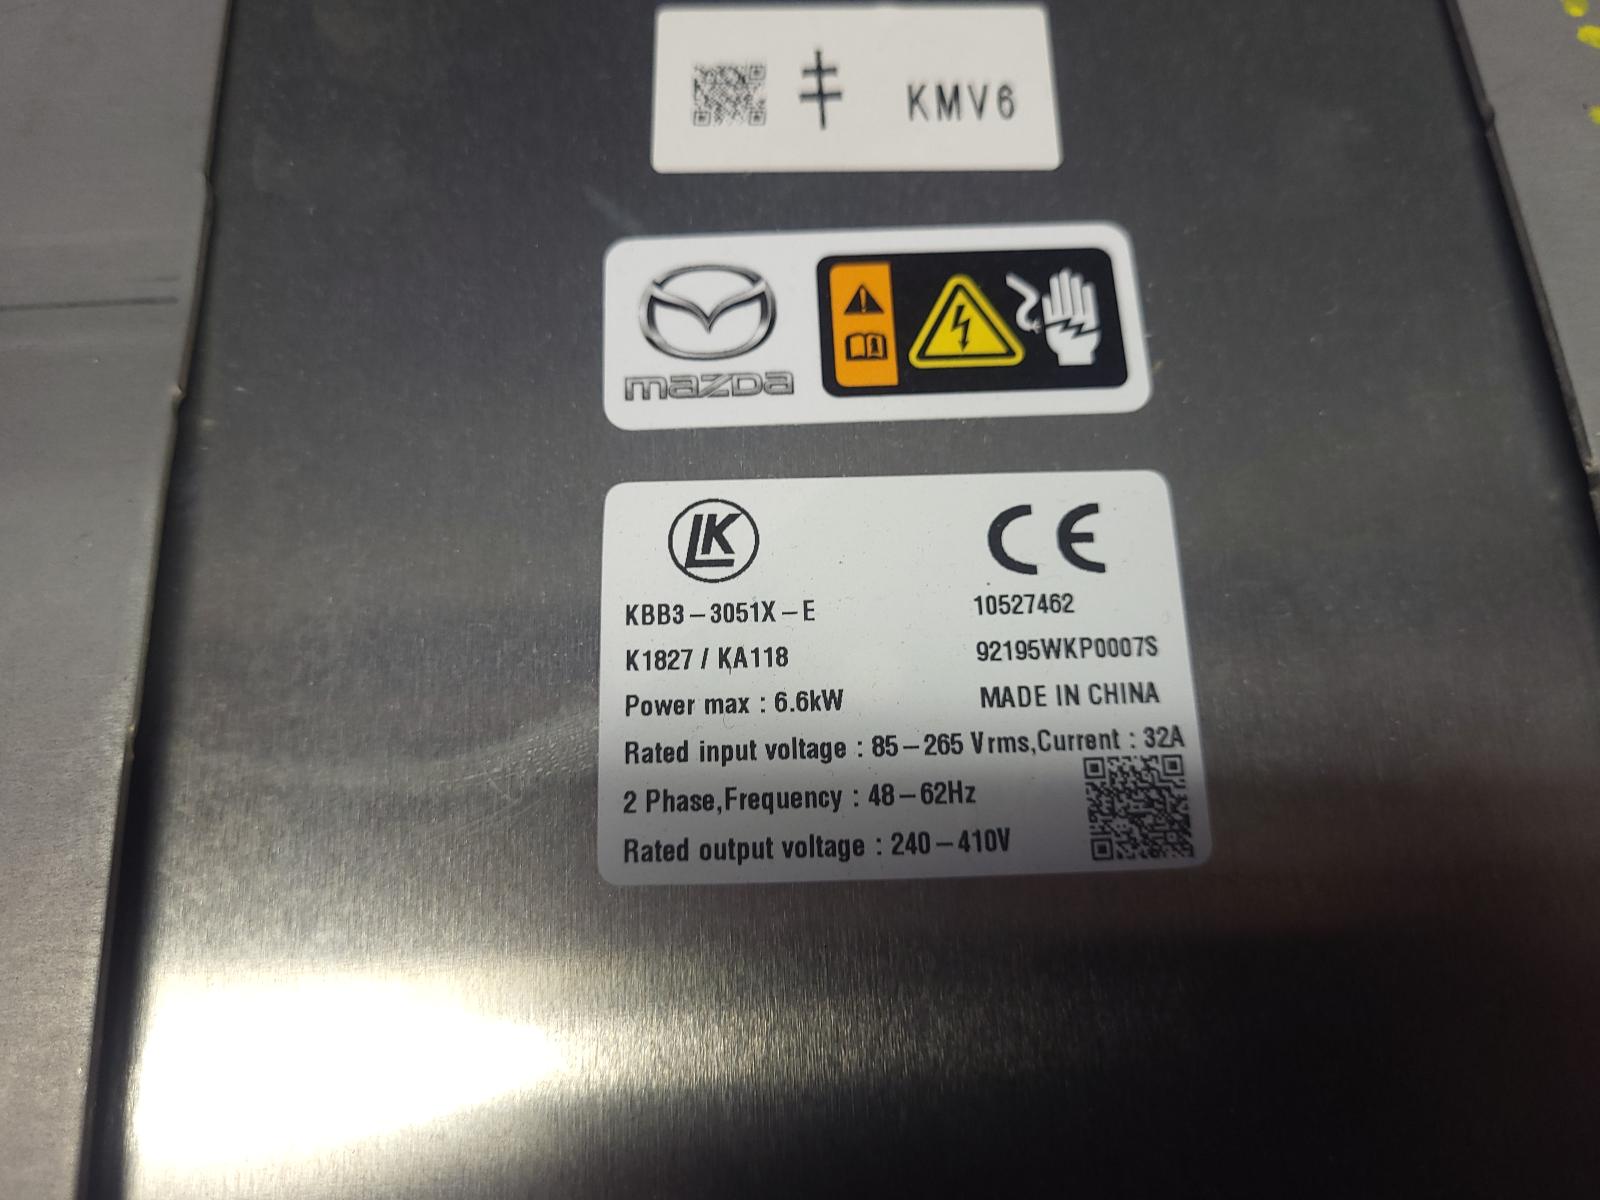 KMV6
mazda
LK CE
KBB3-3051X-E 10527462
K1827 / KA118 92195WKP0007S
Power max : 6.6kW MADE IN CHINA
Rated input voltage : 85-265 Vrms,Current : 32A
2 Phase,Frequency : 48-62Hz
Rated output voltage : 240-410V